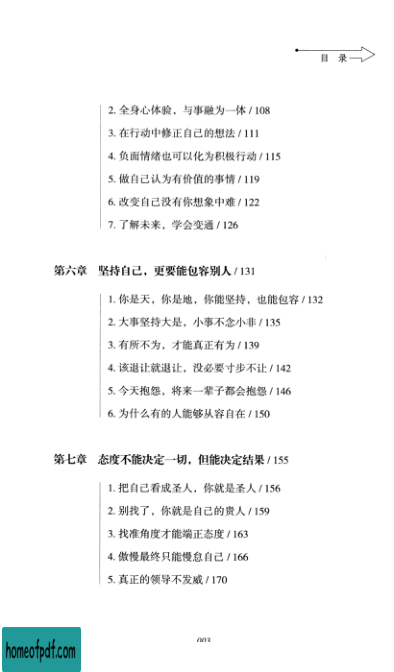 目 录
2. 全身心体验，与事融为一体 / 108
3. 在行动中修正自己的想法 / 111
4. 负面情绪也可以化为积极行动 / 115
5. 做自己认为有价值的事情 / 119
6. 改变自己没有你想象中难 / 122
7. 了解未来，学会变通 / 126
第六章 坚持自己，更要能包容别人 / 131
1. 你是天，你是地，你能坚持，也能包容 / 132
2. 大事坚持大是，小事不念小非 / 135
3. 有所不为，才能真正有为 / 139
4. 该退让就退让，没必要寸步不让 / 142
5. 今天抱怨，将来一辈子都会抱怨 / 146
6. 为什么有的人能够从容自在 / 150
第七章 态度不能决定一切，但能决定结果 / 155
1. 把自己看成圣人，你就是圣人 / 156
2. 别找了，你就是自己的贵人 / 159
3. 找准角度才能端正态度 / 163
4. 傲慢最终只能慢怠自己 / 166
5. 真正的领导不发威 / 170
003
homeofpdf.com